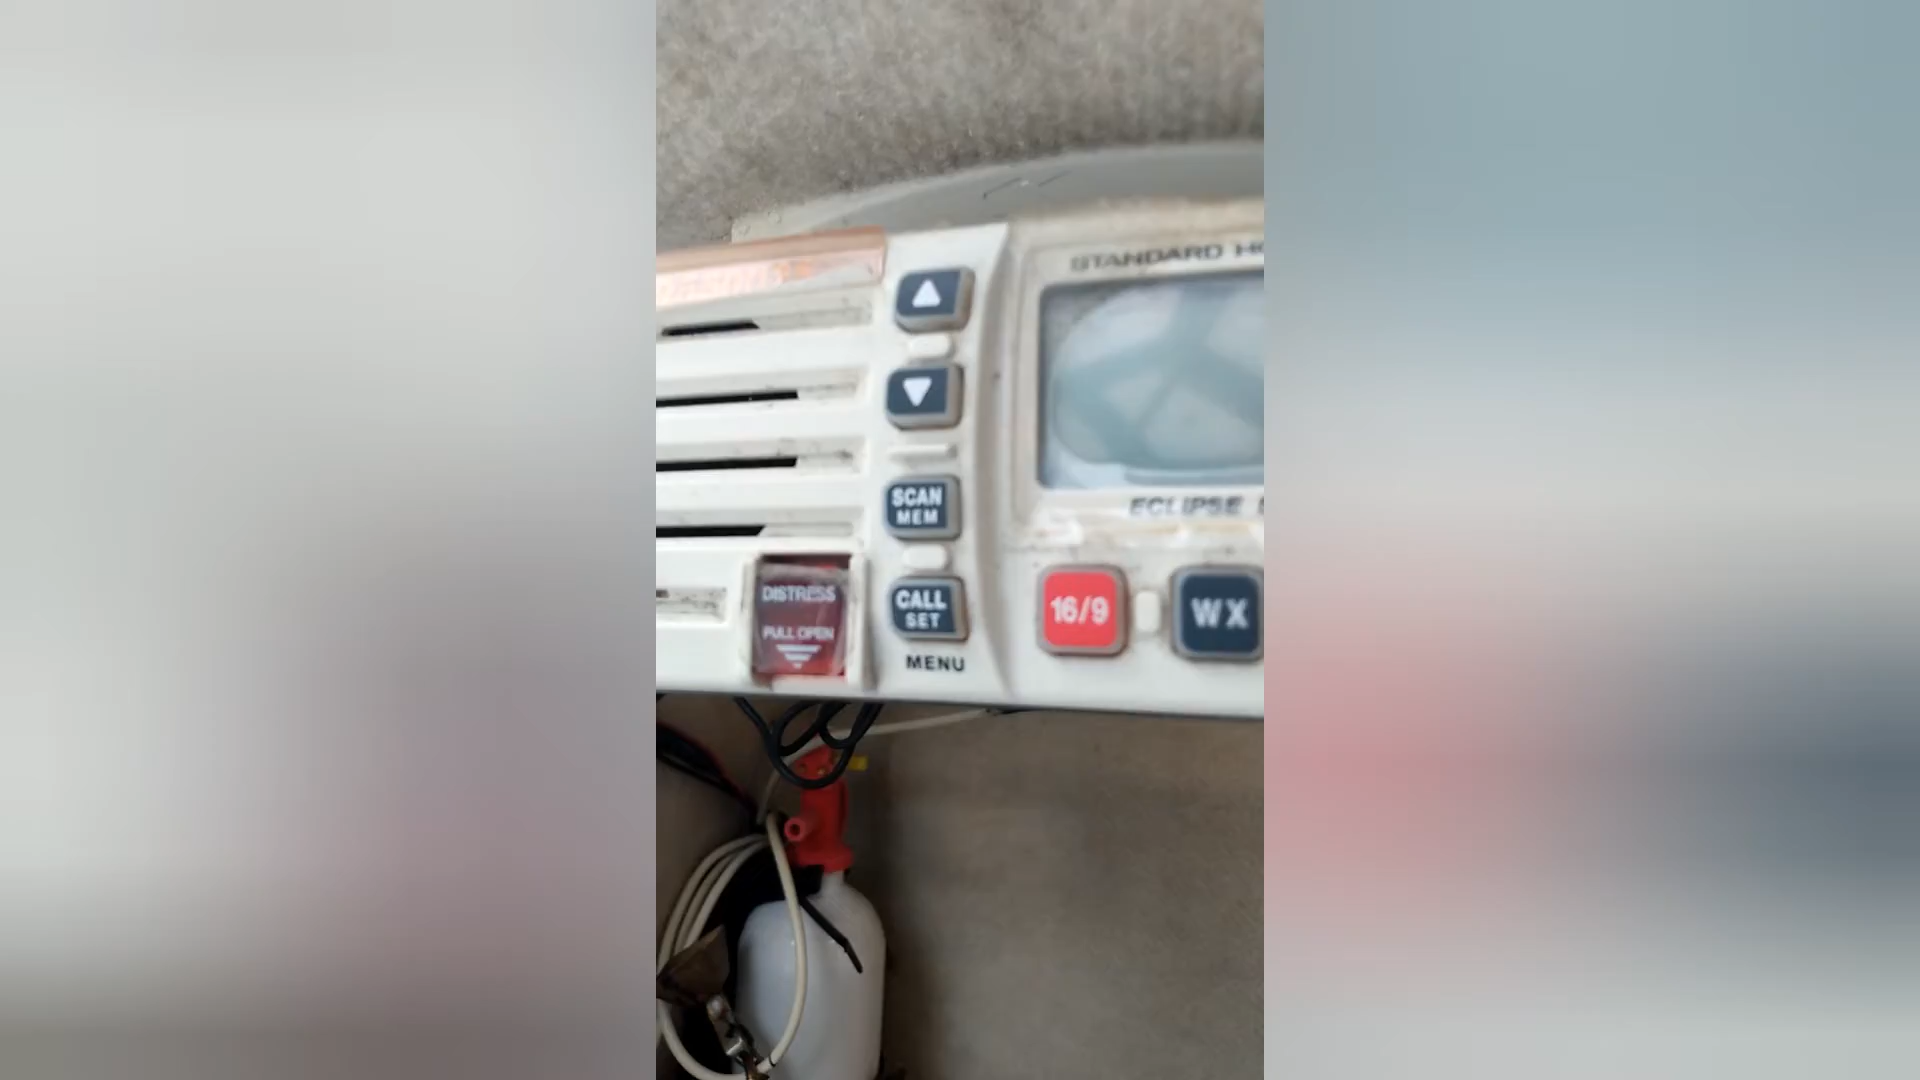 STANDARD
SCAN
MEM
ECLIPSE
DISTRESS
PULL OPEN
CALL
SET
MENU
16/9
WX